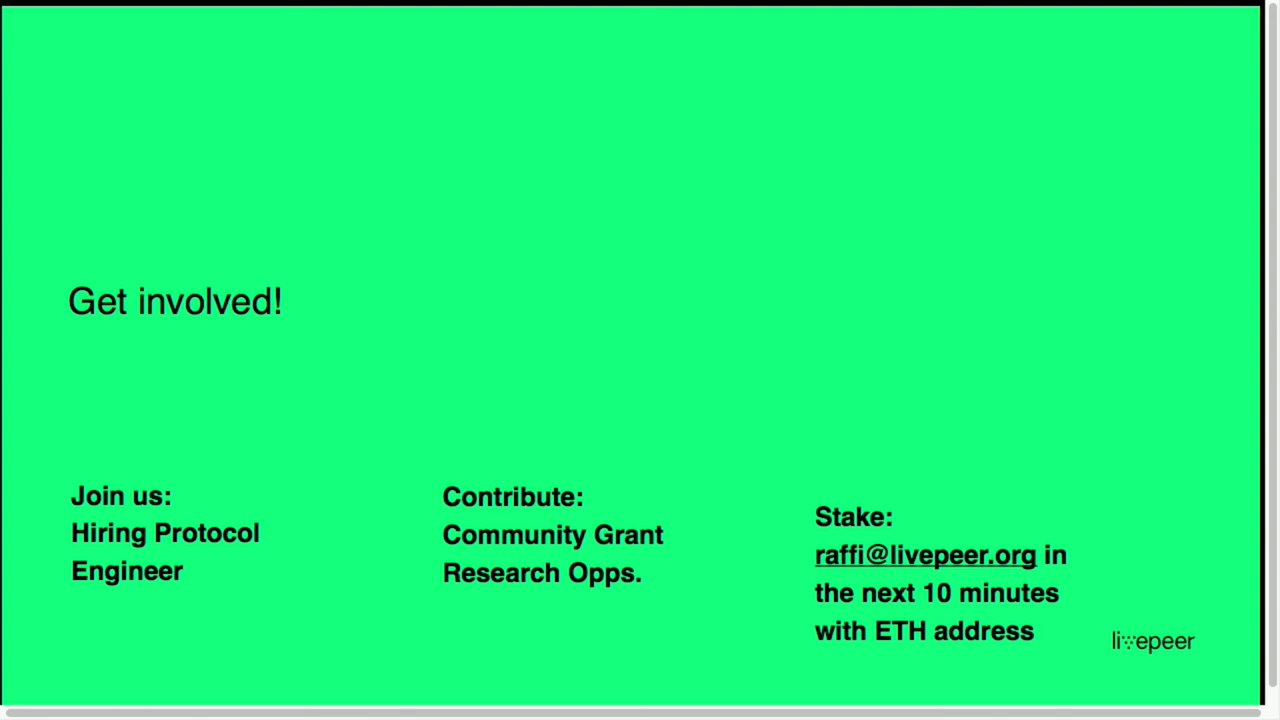 Get involved!
Join us:
Hiring Protocol
Engineer
Contribute:
Community Grant
Research Opps.
Stake:
raffi@livepeer.org in
the next 10 minutes
with ETH address
livepeer